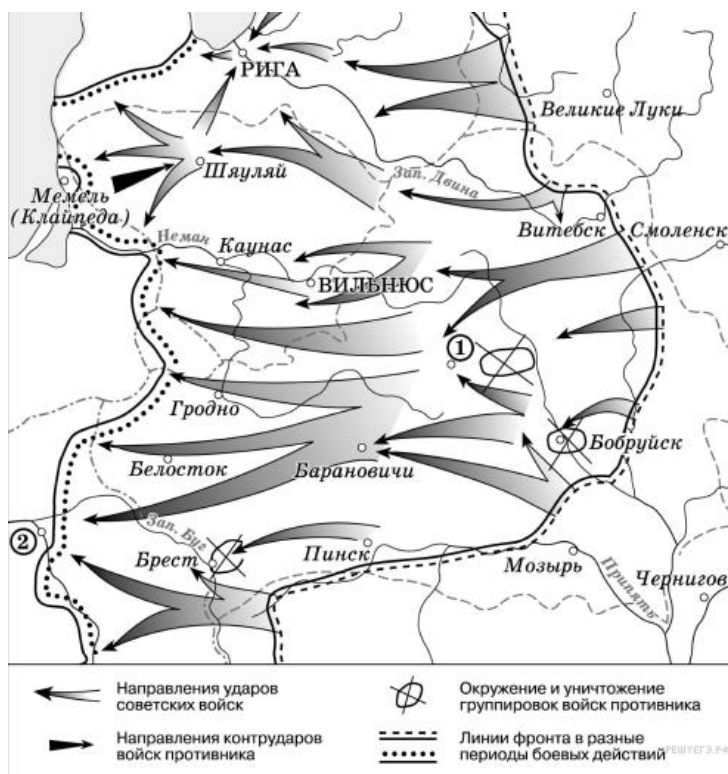 РИГА
Великие Луки
Шяуляй
Зап. Двина
Мемель
(Клайпеда)
Витебск
Смоленск
Неман
Каунас
ВИЛЬНЮС
1
Гродно
Бобруйск
Белосток
Барановичи
2
Зап. Буг
Брест
Пинск
Мозырь
Припять
Чернигов
Направления ударов
советских войск
Окружение и уничтожение
группировок войск противника
Направления контрударов
войск противника
Линии фронта в разные
периоды боевых действий
РЕШУЕГЭ.РФ